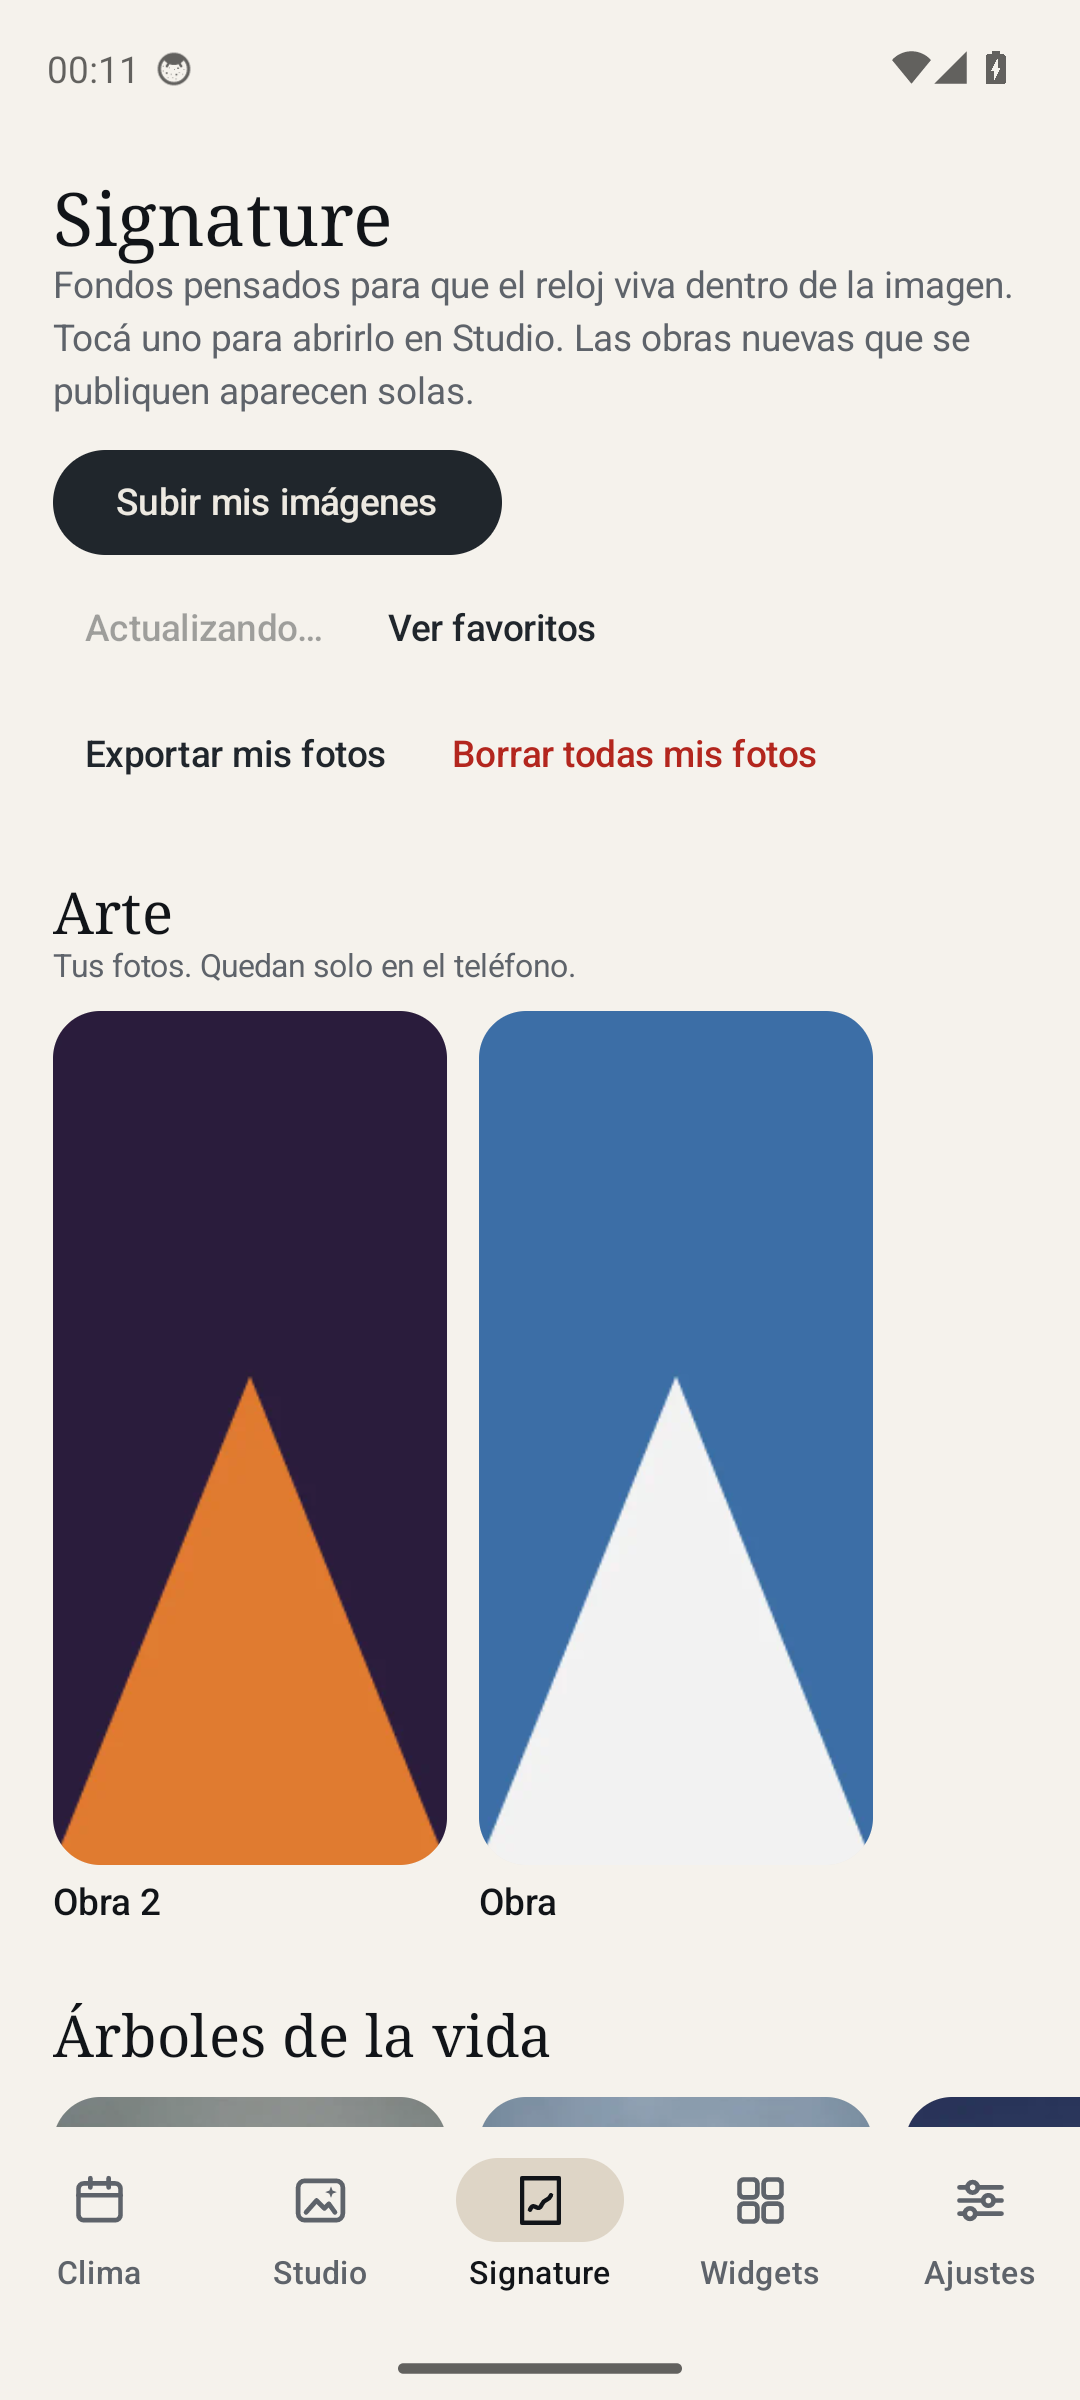 00:11
Signature
Fondos pensados para que el reloj viva dentro de la imagen.
Tocá uno para abrirlo en Studio. Las obras nuevas que se
publiquen aparecen solas.
Subir mis imágenes
Actualizando... Ver favoritos
Exportar mis fotos Borrar todas mis fotos
Arte
Tus fotos. Quedan solo en el teléfono.
Obra 2 Obra
Árboles de la vida
Clima Studio Signature Widgets Ajustes